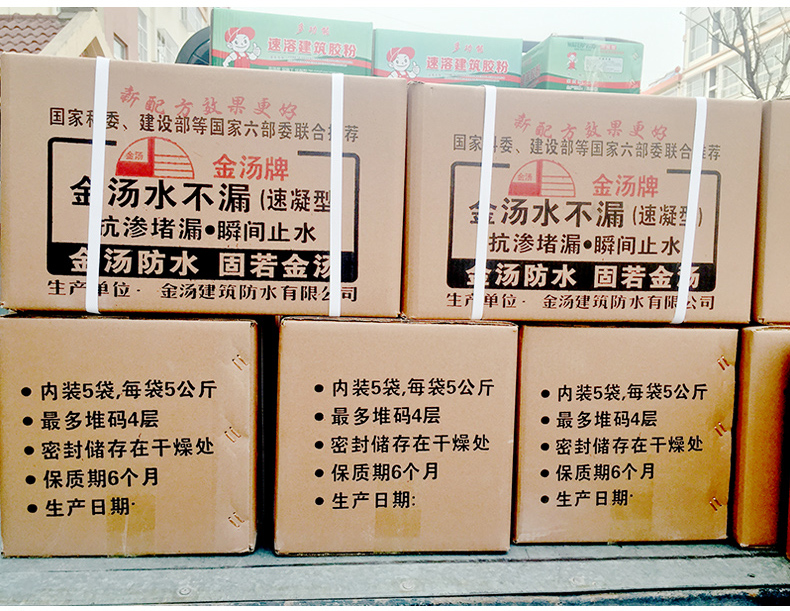 速溶建筑胶粉
速溶建筑胶粉
新配方效果更好
国家科委、建设部等国家六部委联合推荐
金汤
金汤牌
金汤水不漏(速凝型)
抗渗堵漏•瞬间止水
金汤防水 固若金汤
生产单位· 金汤建筑防水有限公司
新配方效果更好
国家科委、建设部等国家六部委联合推荐
金汤
金汤牌
金汤水不漏(速凝型)
抗渗堵漏•瞬间止水
金汤防水 固若金汤
生产单位· 金汤建筑防水有限公司
• 内装5袋,每袋5公斤
• 最多堆码4层
• 密封储存在干燥处
• 保质期6个月
• 生产日期·
• 内装5袋,每袋5公斤
• 最多堆码4层
• 密封储存在干燥处
• 保质期6个月
• 生产日期:
• 内装5袋,每袋5公斤
• 最多堆码4层
• 密封储存在干燥处
• 保质期6个月
• 生产日期: